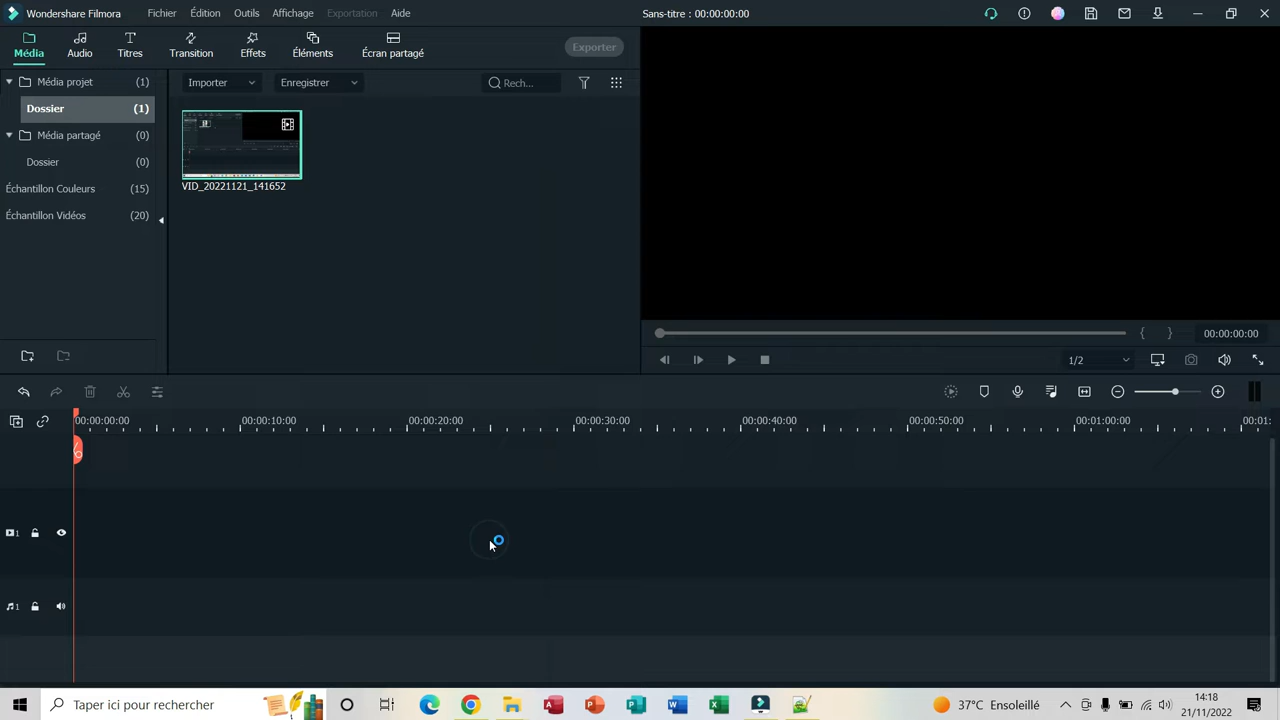 Wondershare Filmora
Fichier
Édition
Outils
Affichage
Exportation
Aide
Sans-titre : 00:00:00:00
Média
Audio
Titres
Transition
Effets
Éléments
Écran partagé
Exporter
Média projet (1)
Dossier (1)
Média partagé (0)
Dossier (0)
Échantillon Couleurs (15)
Échantillon Vidéos (20)
Importer
Enregistrer
Rech...
VID_20221121_141652
00:00:00:00
1/2
00:00:00:00
00:00:10:00
00:00:20:00
00:00:30:00
00:00:40:00
00:00:50:00
00:01:00:00
00:01:
1
1
Taper ici pour rechercher
37°C Ensoleillé
14:18
21/11/2022